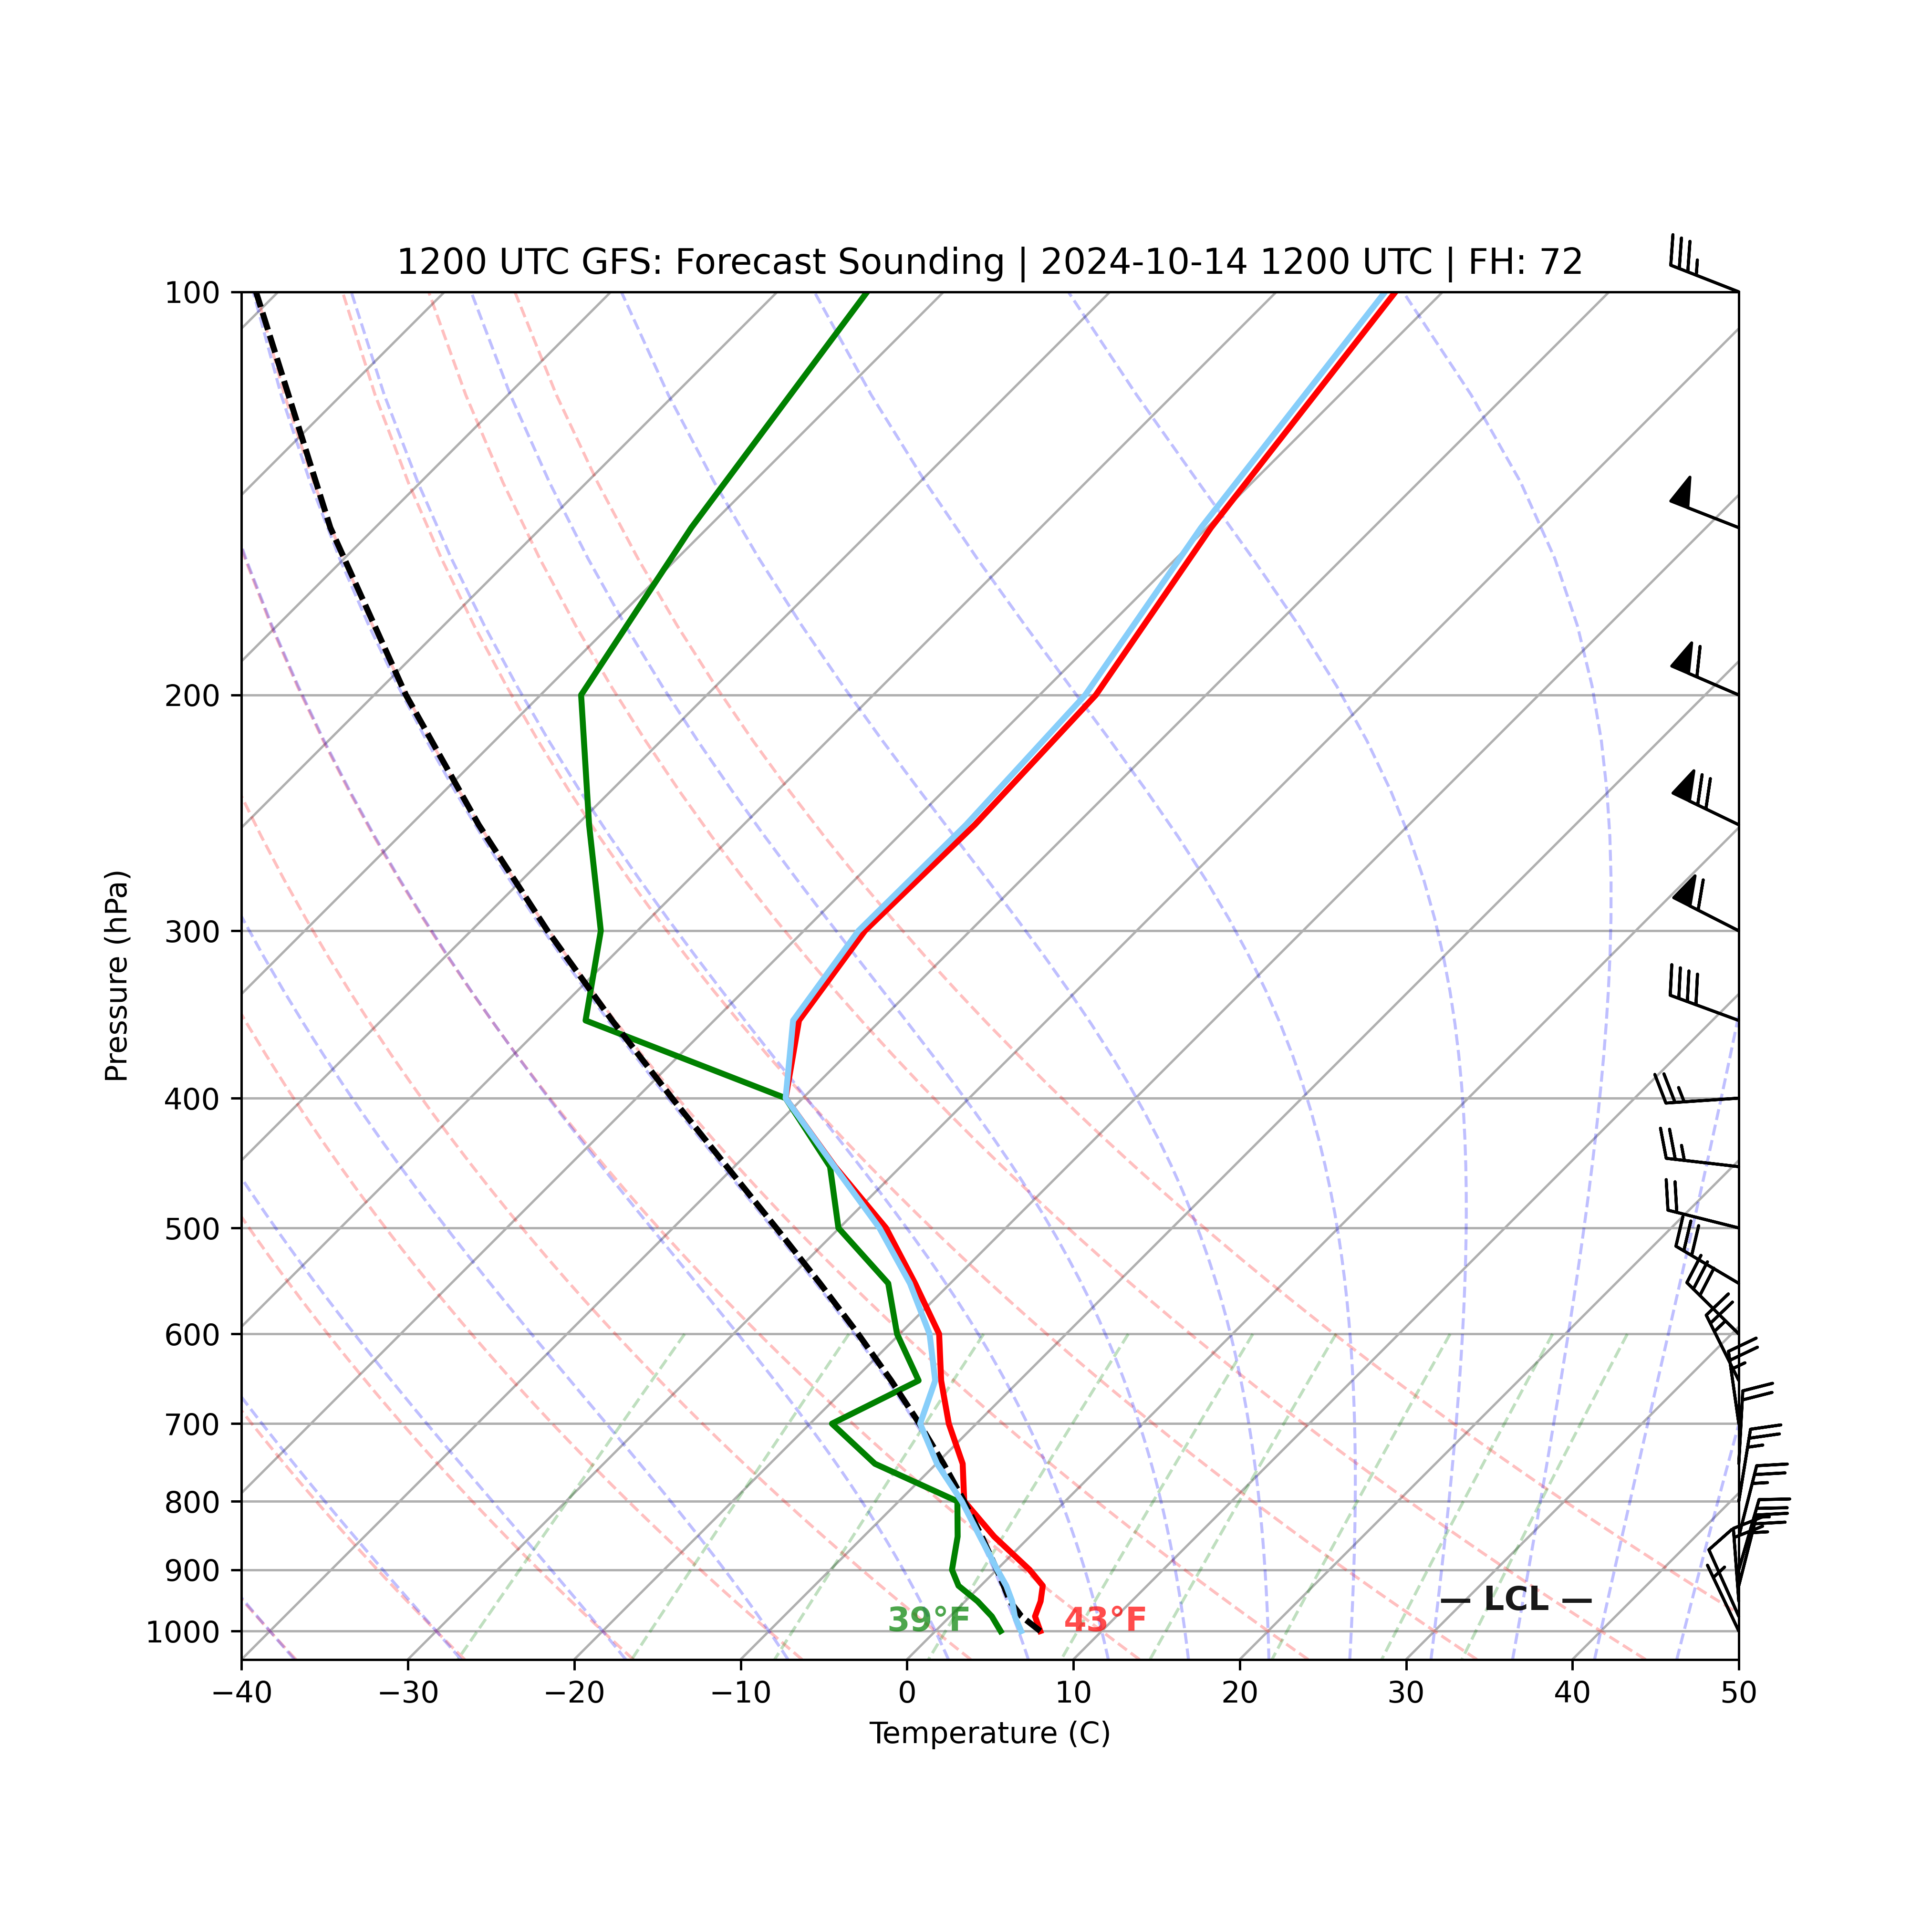 1200 UTC GFS: Forecast Sounding | 2024-10-14 1200 UTC | FH: 72
100
200
300
400
500
600
700
800
900
1000
Pressure (hPa)
39°F
43°F
— LCL —
−40 −30 −20 −10 0 10 20 30 40 50
Temperature (C)